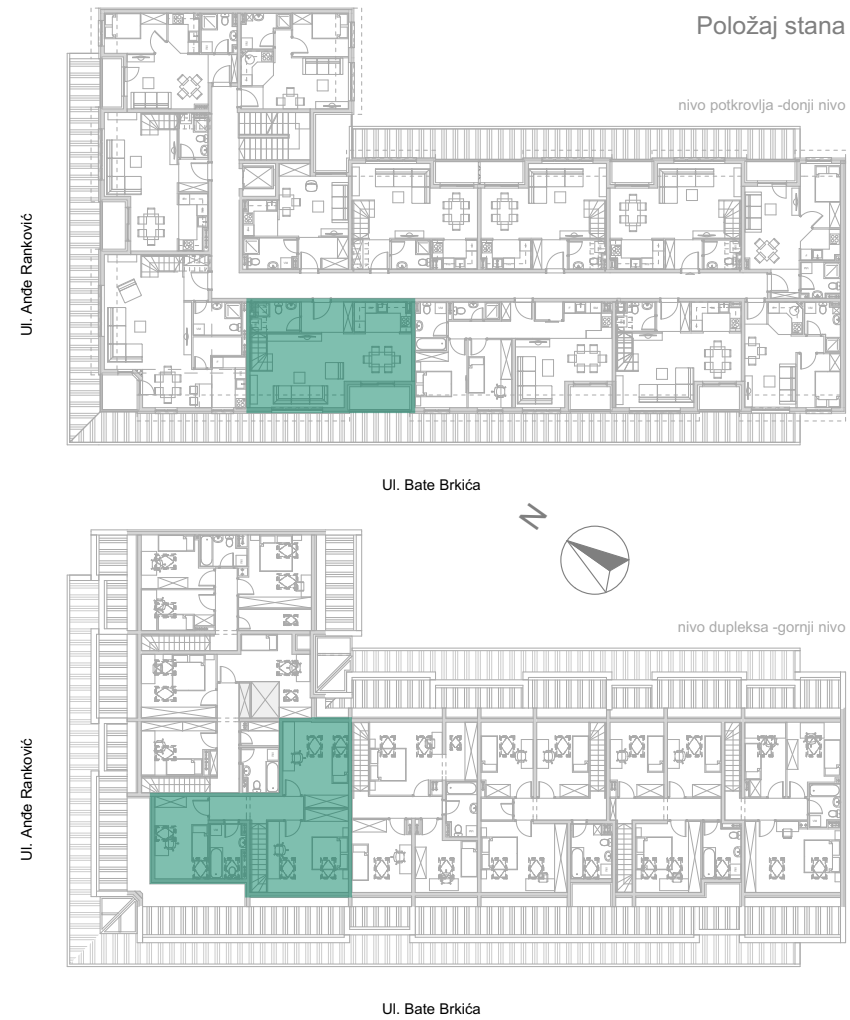 Položaj stana
nivo potkrovlja -donji nivo
Ul. Anđe Ranković
Ul. Bate Brkića
N
nivo dupleksa -gornji nivo
Ul. Anđe Ranković
Ul. Bate Brkića